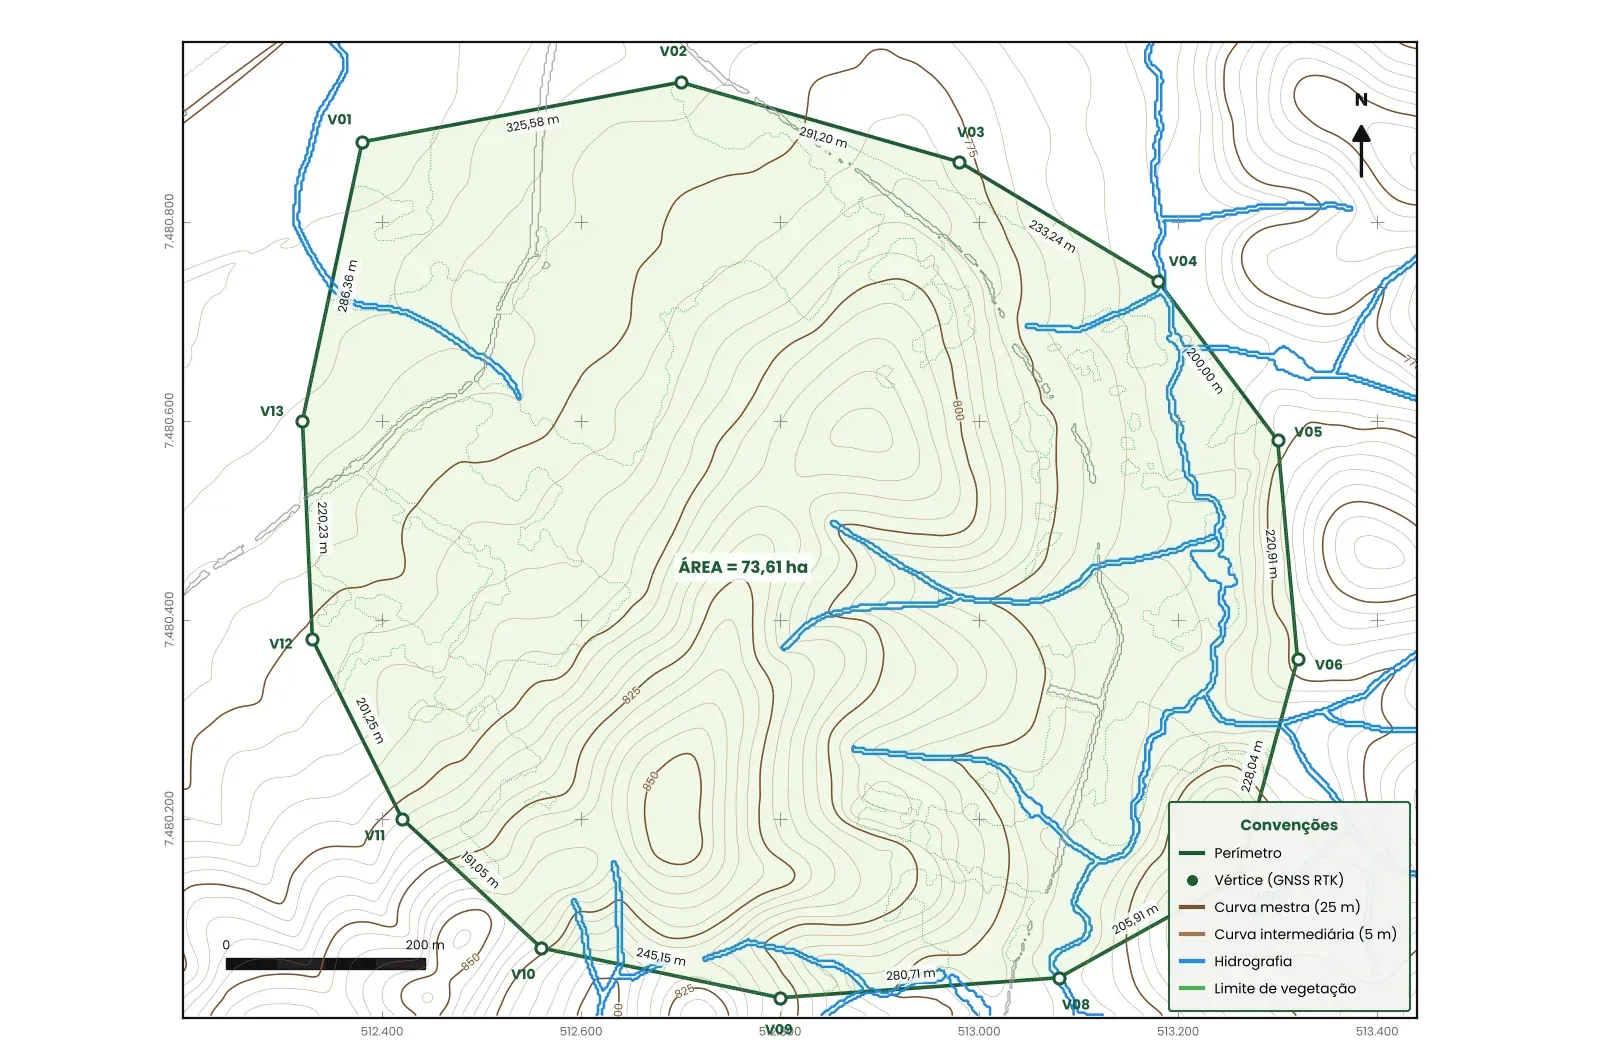 V02
N
V01
325,58 m
291,20 m
V03
775
7.480.800
233,24 m
V04
286,36 m
200,00 m
V13
7.480.600
800
V05
220,23 m
220,91 m
ÁREA = 73,61 ha
7.480.400
V12
V06
825
201,25 m
228,04 m
850
7.480.200
V11
191,05 m
Convenções
Perímetro
Vértice (GNSS RTK)
Curva mestra (25 m)
Curva intermediária (5 m)
Hidrografia
Limite de vegetação
205,91 m
0 200 m
850
V10
245,15 m
280,71 m
825
V08
V09
512.400
512.600
513.000
513.200
513.400